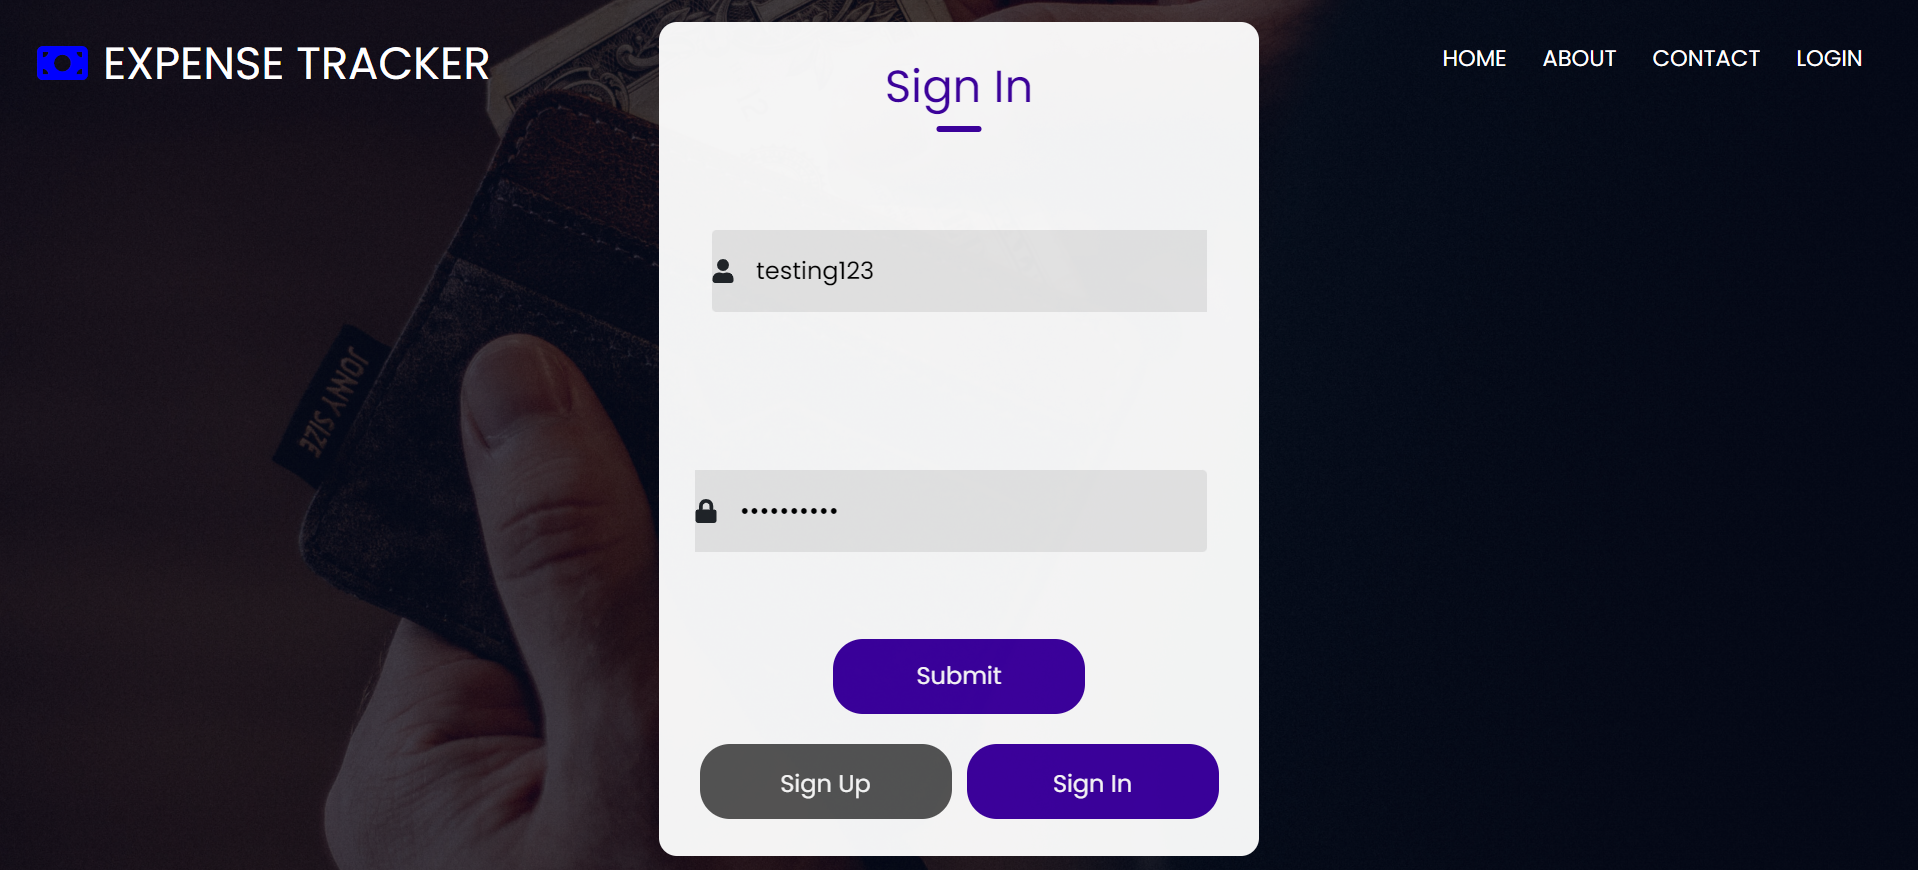 EXPENSE TRACKER
HOME ABOUT CONTACT LOGIN
Sign In
testing123
••••••••••
JONNY SIZE
Submit
Sign Up Sign In